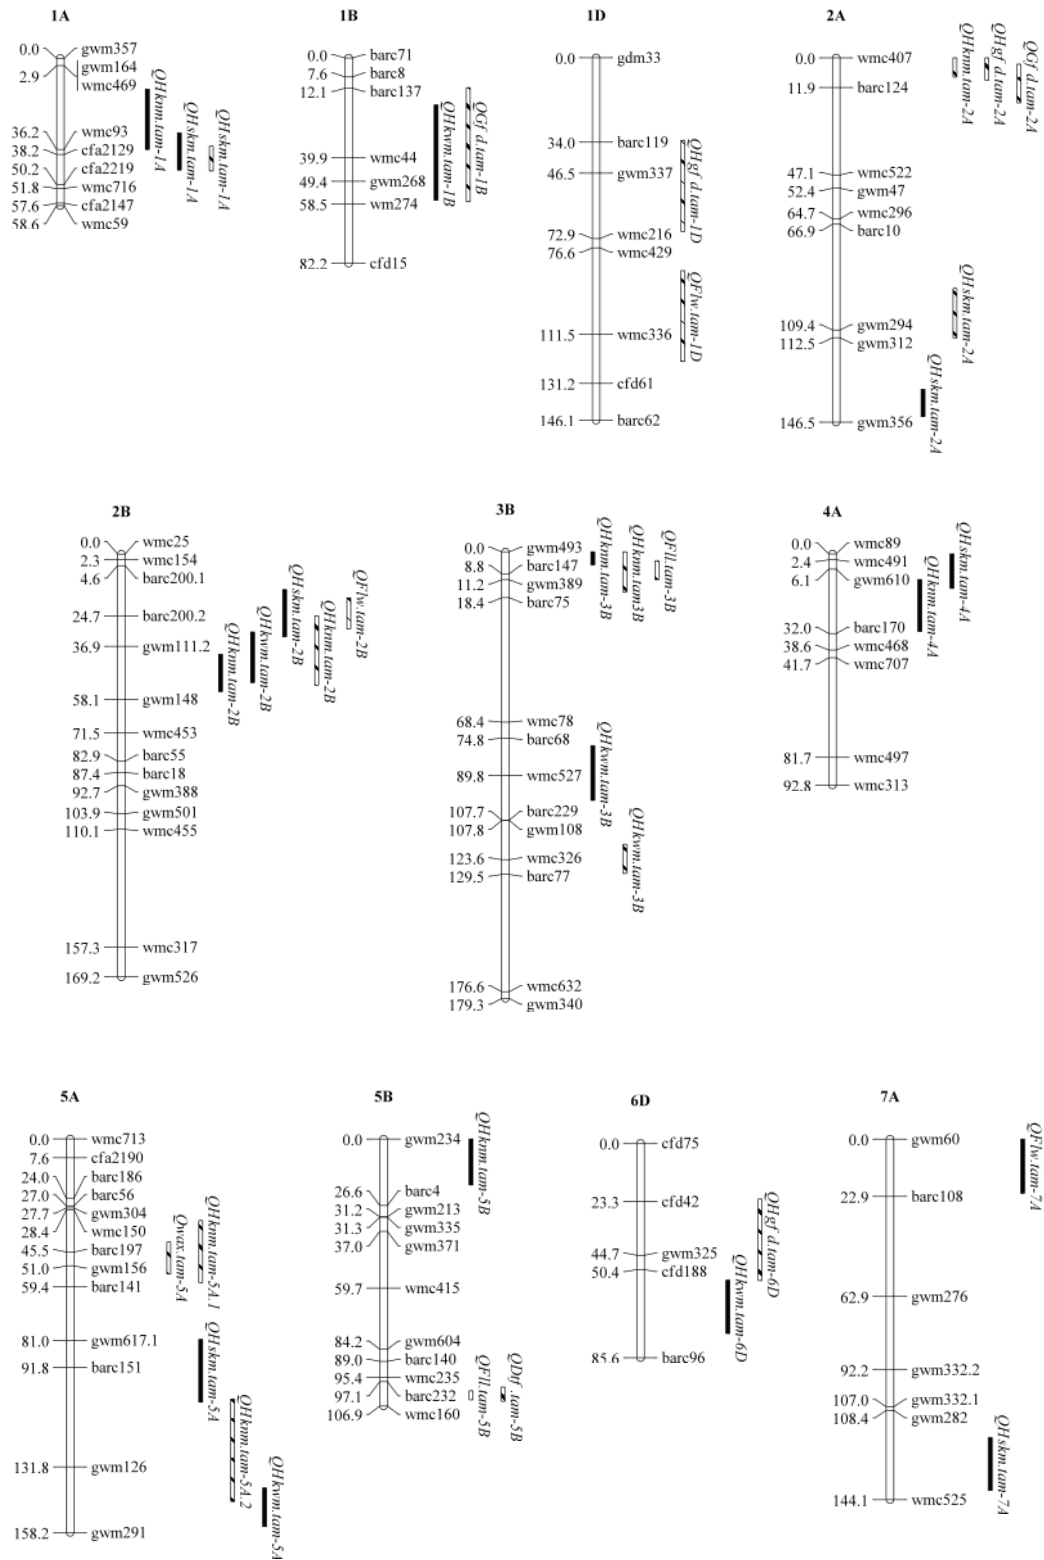 1A
0.0 gwm357
2.9 gwm164
wmc469
36.2 wmc93
38.2 cfa2129
50.2 cfa2219
51.8 wmc716
57.6 cfa2147
58.6 wmc59
QHknm.tam-1A
QHskm.tam-1A
QHskm.tam-1A
1B
0.0 barc71
7.6 barc8
12.1 barc137
39.9 wmc44
49.4 gwm268
58.5 wm274
82.2 cfd15
QHkwm.tam-1B
QGf d.tam-1B
1D
0.0 gdm33
34.0 barc119
46.5 gwm337
72.9 wmc216
76.6 wmc429
111.5 wmc336
131.2 cfd61
146.1 barc62
QHgf d.tam-1D
QFlw.tam-1D
2A
0.0 wmc407
11.9 barc124
47.1 wmc522
52.4 gwm47
64.7 wmc296
66.9 barc10
109.4 gwm294
112.5 gwm312
146.5 gwm356
QHknm.tam-2A
QHgf d.tam-2A
QGf d.tam-2A
QHskm.tam-2A
QHskm.tam-2A
2B
0.0 wmc25
2.3 wmc154
4.6 barc200.1
24.7 barc200.2
36.9 gwm111.2
58.1 gwm148
71.5 wmc453
82.9 barc55
87.4 barc18
92.7 gwm388
103.9 gwm501
110.1 wmc455
157.3 wmc317
169.2 gwm526
QHknm.tam-2B
QHkwm.tam-2B
QHskm.tam-2B
QHknm.tam-2B
QFlw.tam-2B
3B
0.0 gwm493
8.8 barc147
11.2 gwm389
18.4 barc75
68.4 wmc78
74.8 barc68
89.8 wmc527
107.7 barc229
107.8 gwm108
123.6 wmc326
129.5 barc77
176.6 wmc632
179.3 gwm340
QHknm.tam-3B
QHknm.tam3B
QFll.tam-3B
QHkwm.tam-3B
QHkwm.tam-3B
4A
0.0 wmc89
2.4 wmc491
6.1 gwm610
32.0 barc170
38.6 wmc468
41.7 wmc707
81.7 wmc497
92.8 wmc313
QHknm.tam-4A
QHskm.tam-4A
5A
0.0 wmc713
7.6 cfa2190
24.0 barc186
27.0 barc56
27.7 gwm304
28.4 wmc150
45.5 barc197
51.0 gwm156
59.4 barc141
81.0 gwm617.1
91.8 barc151
131.8 gwm126
158.2 gwm291
Qwax.tam-5A
QHknm.tam-5A.1
QHskm.tam-5A
QHknm.tam-5A.2
QHkwm.tam-5A
5B
0.0 gwm234
26.6 barc4
31.2 gwm213
31.3 gwm335
37.0 gwm371
59.7 wmc415
84.2 gwm604
89.0 barc140
95.4 wmc235
97.1 barc232
106.9 wmc160
QHknm.tam-5B
QFll.tam-5B
QDtf .tam-5B
6D
0.0 cfd75
23.3 cfd42
44.7 gwm325
50.4 cfd188
85.6 barc96
QHkwm.tam-6D
QHgf d.tam-6D
7A
0.0 gwm60
22.9 barc108
62.9 gwm276
92.2 gwm332.2
107.0 gwm332.1
108.4 gwm282
144.1 wmc525
QFlw.tam-7A
QHskm.tam-7A